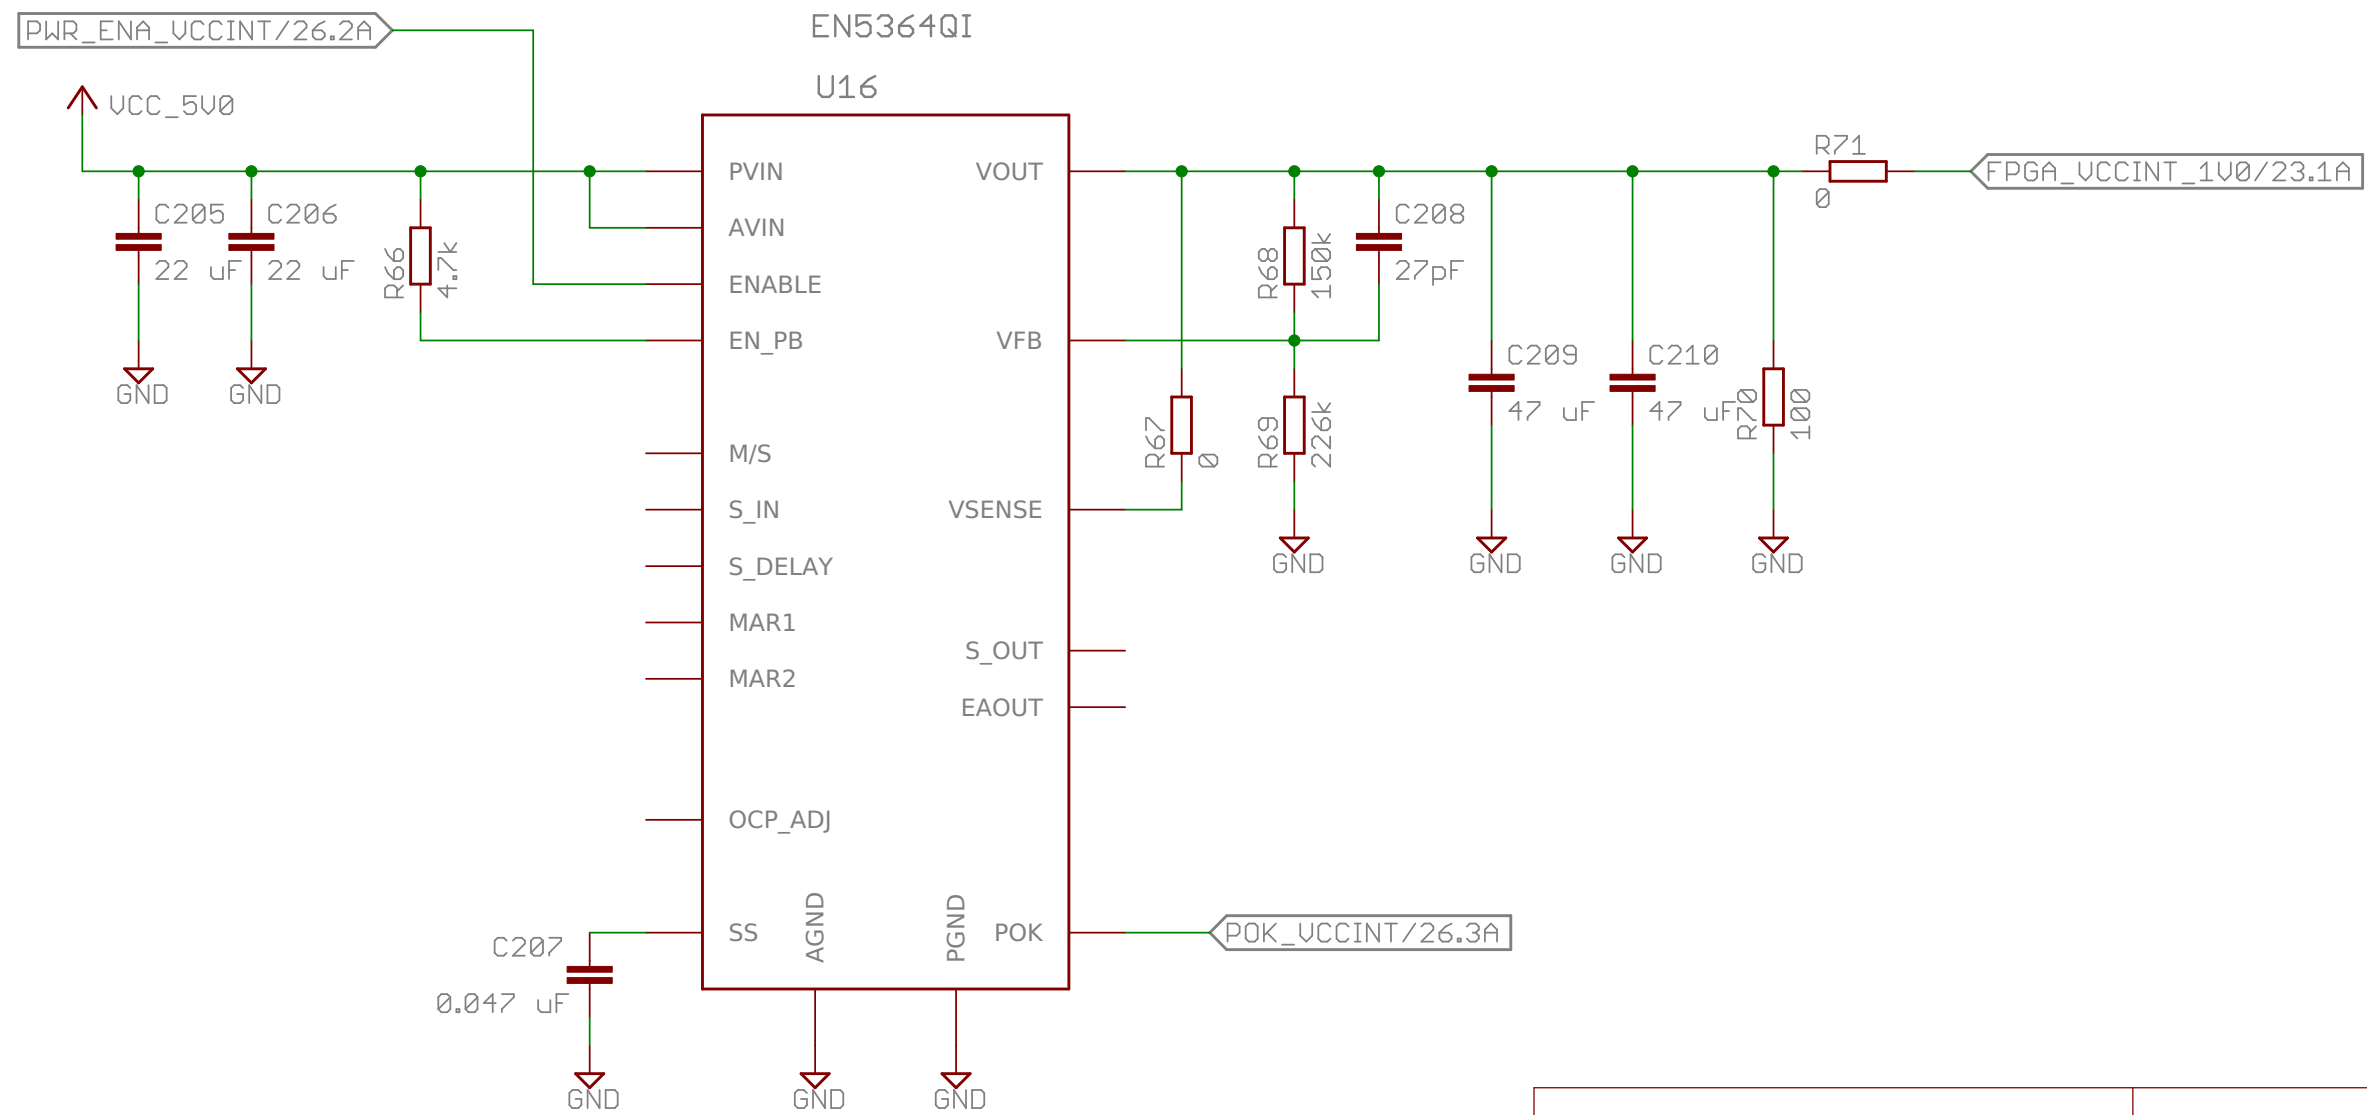 PWR_ENA_VCCINT/26.2A
EN5364QI
U16
VCC_5V0
PVIN
VOUT
R71
0
FPGA_VCCINT_1V0/23.1A
C205
22 uF
C206
22 uF
R66
4.7k
AVIN
ENABLE
EN_PB
GND
GND
R68
150k
C208
27pF
VFB
C209
47 uF
C210
47 uF
R70
100
R67
0
R69
226k
M/S
S_IN
VSENSE
S_DELAY
GND
GND
GND
GND
MAR1
MAR2
S_OUT
EAOUT
OCP_ADJ
SS
AGND
PGND
POK
POK_VCCINT/26.3A
C207
0.047 uF
GND
GND
GND